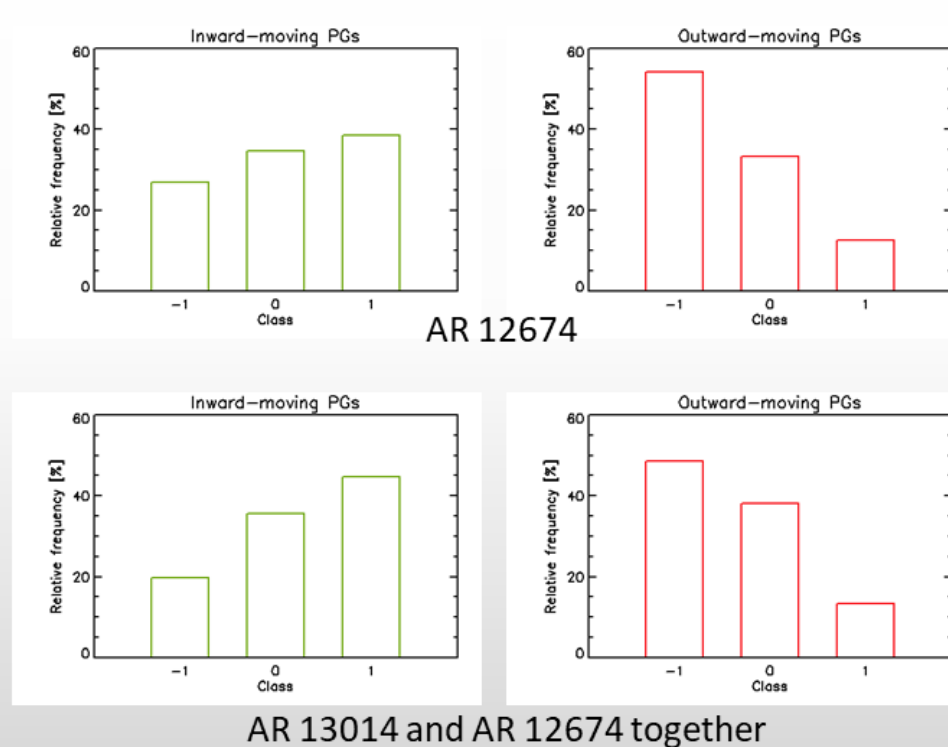 Inward-moving PGs
Relative frequency [%]
60
40
20
0
-1 0 1
Class
Outward-moving PGs
Relative frequency [%]
60
40
20
0
-1 0 1
Class
AR 12674
Inward-moving PGs
Relative frequency [%]
60
40
20
0
-1 0 1
Class
Outward-moving PGs
Relative frequency [%]
60
40
20
0
-1 0 1
Class
AR 13014 and AR 12674 together